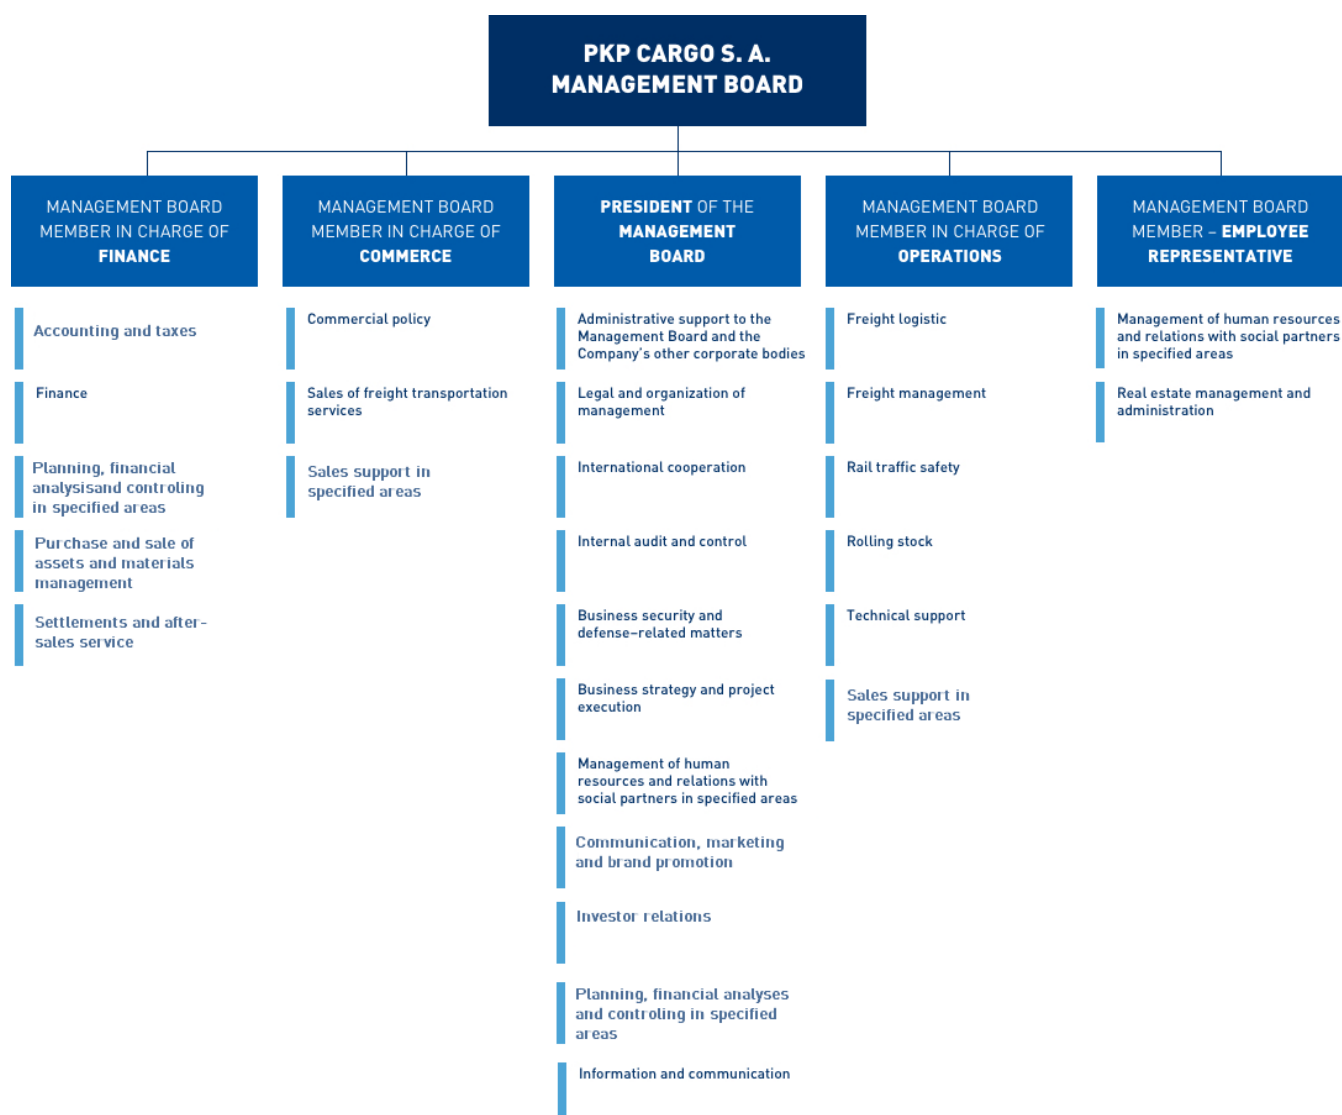 PKP CARGO S. A.
MANAGEMENT BOARD
MANAGEMENT BOARD
MEMBER IN CHARGE OF
FINANCE
Accounting and taxes
Finance
Planning, financial
analysisand controling
in specified areas
Purchase and sale of
assets and materials
management
Settlements and after-
sales service
MANAGEMENT BOARD
MEMBER IN CHARGE OF
COMMERCE
Commercial policy
Sales of freight transportation
services
Sales support in
specified areas
PRESIDENT OF THE
MANAGEMENT
BOARD
Administrative support to the
Management Board and the
Company's other corporate bodies
Legal and organization of
management
International cooperation
Internal audit and control
Business security and
defense–related matters
Business strategy and project
execution
Management of human
resources and relations with
social partners in specified areas
Communication, marketing
and brand promotion
Investor relations
Planning, financial analyses
and controling in specified
areas
Information and communication
MANAGEMENT BOARD
MEMBER IN CHARGE OF
OPERATIONS
Freight logistic
Freight management
Rail traffic safety
Rolling stock
Technical support
Sales support in
specified areas
MANAGEMENT BOARD
MEMBER – EMPLOYEE
REPRESENTATIVE
Management of human resources
and relations with social partners
in specified areas
Real estate management and
administration